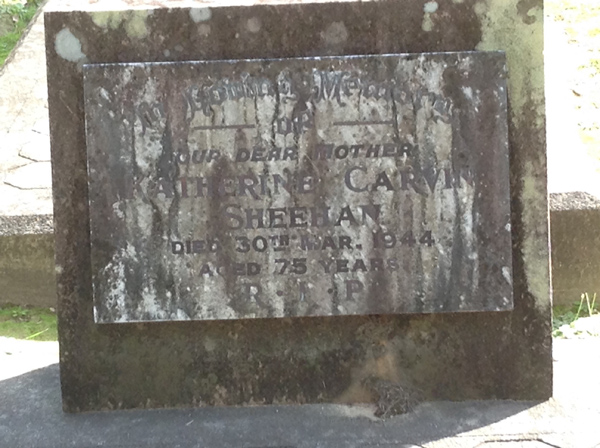 In Loving Memory
OF
OUR DEAR MOTHER
KATHERINE CARVIN
SHEEHAN
DIED 30TH MAR. 1944
AGED 75 YEARS
R·I·P